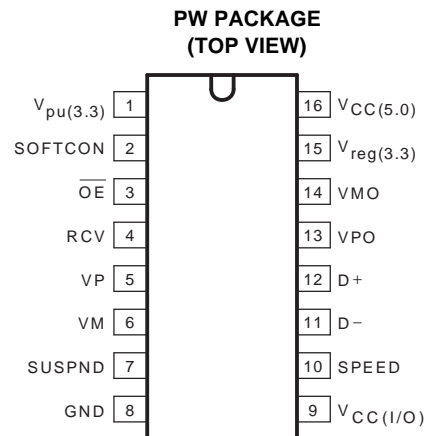 PW PACKAGE
(TOP VIEW)
Vpu(3.3) 1
16 VCC(5.0)
SOFTCON 2
15 Vreg(3.3)
OE 3
14 VMO
RCV 4
13 VPO
VP 5
12 D+
VM 6
11 D−
SUSPND 7
10 SPEED
GND 8
9 VCC(I/O)